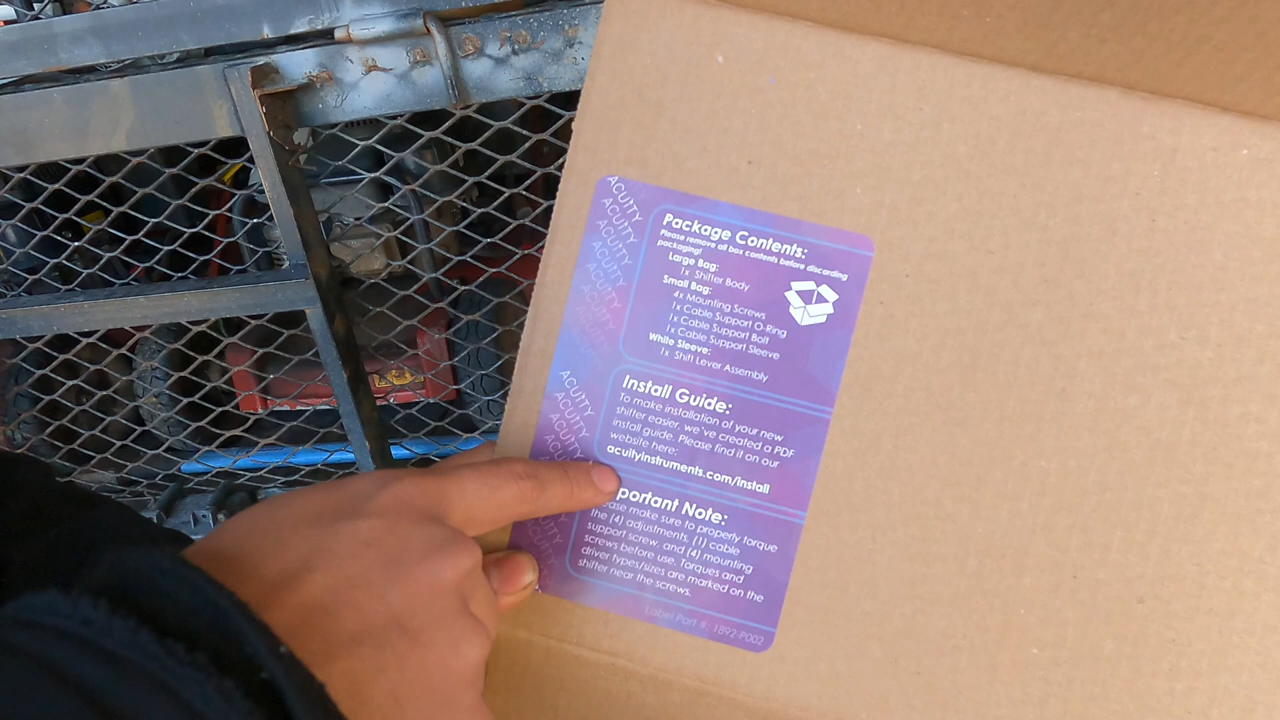 ACUITY
ACUITY
ACUITY
ACUITY
ACUITY
ACUITY
ACUITY
Package Contents:
Please remove all box contents before discarding
packaging!
Large Bag:
1x Shifter Body
Small Bag:
4x Mounting Screws
1x Cable Support O-Ring
1x Cable Support Bolt
1x Cable Support Sleeve
White Sleeve:
1x Shift Lever Assembly
ACUITY
ACUITY
ACUITY
ACUITY
Install Guide:
To make installation of your new
shifter easier, we've created a PDF
install guide. Please find it on our
website here:
acuityinstruments.com/install
portant Note:
ease make sure to properly torque
the (4) adjustments, (1) cable
support screw, and (4) mounting
screws before use. Torques and
driver types/sizes are marked on the
shifter near the screws.
Label Part #: 1892-P002